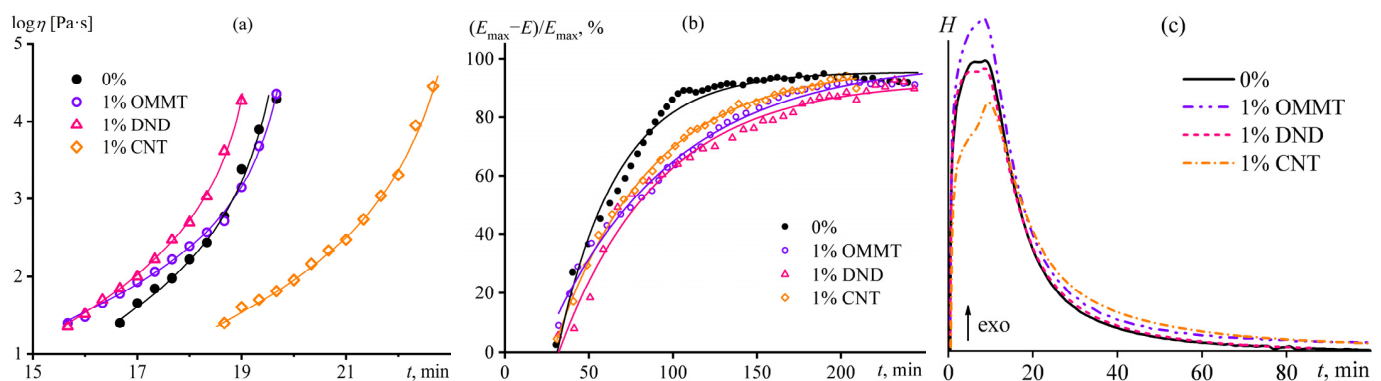 log η [Pa·s]
(a)
5
4
3
2
1
15
17
19
21
t, min
0%
1% OMMT
1% DND
1% CNT
(Emax−E)/Emax, %
(b)
100
80
60
40
20
0
0
50
100
150
200
t, min
0%
1% OMMT
1% DND
1% CNT
H
(c)
0%
1% OMMT
1% DND
1% CNT
exo
0
20
40
60
80
t, min